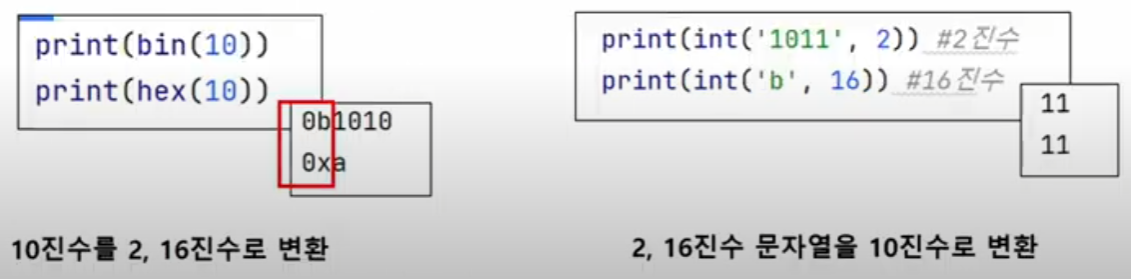 print(bin(10))
print(hex(10))
0b1010
0xa
10진수를 2, 16진수로 변환
print(int('1011', 2)) #2진수
print(int('b', 16)) #16진수
11
11
2, 16진수 문자열을 10진수로 변환